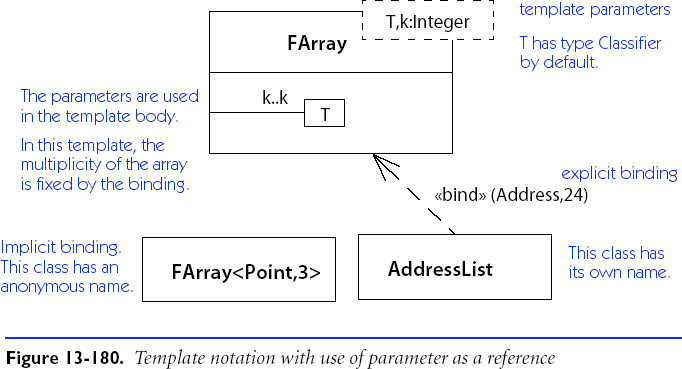 T,k:Integer
template parameters
FArray
T has type Classifier
by default.
The parameters are used
in the template body.
k..k
T
In this template, the
multiplicity of the array
is fixed by the binding.
explicit binding
«bind» (Address,24)
Implicit binding.
This class has an
anonymous name.
FArray<Point,3>
AddressList
This class has
its own name.
Figure 13-180. Template notation with use of parameter as a reference